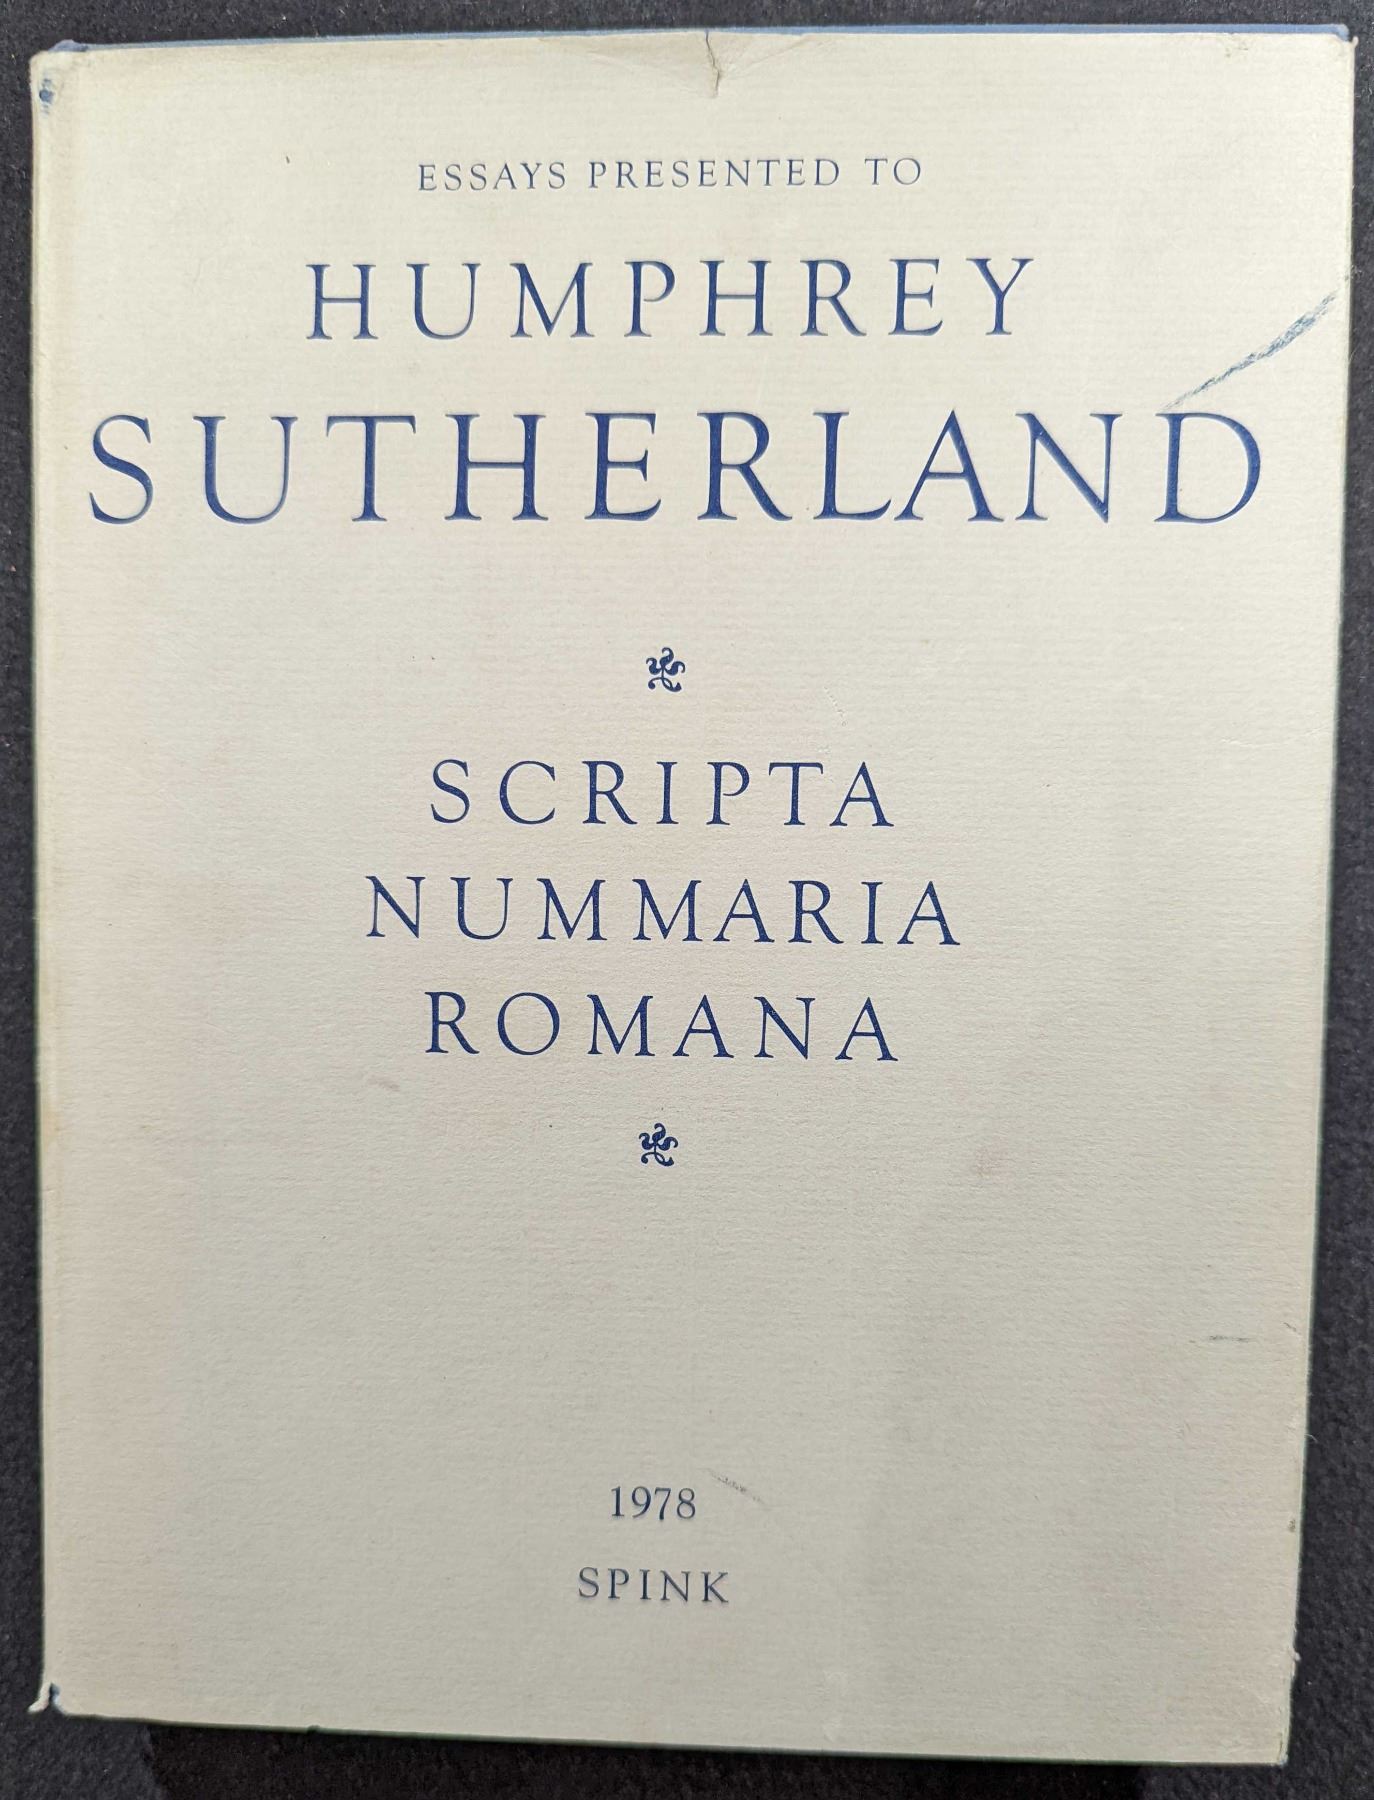 ESSAYS PRESENTED TO
HUMPHREY
SUTHERLAND
SCRIPTA
NUMMARIA
ROMANA
1978
SPINK